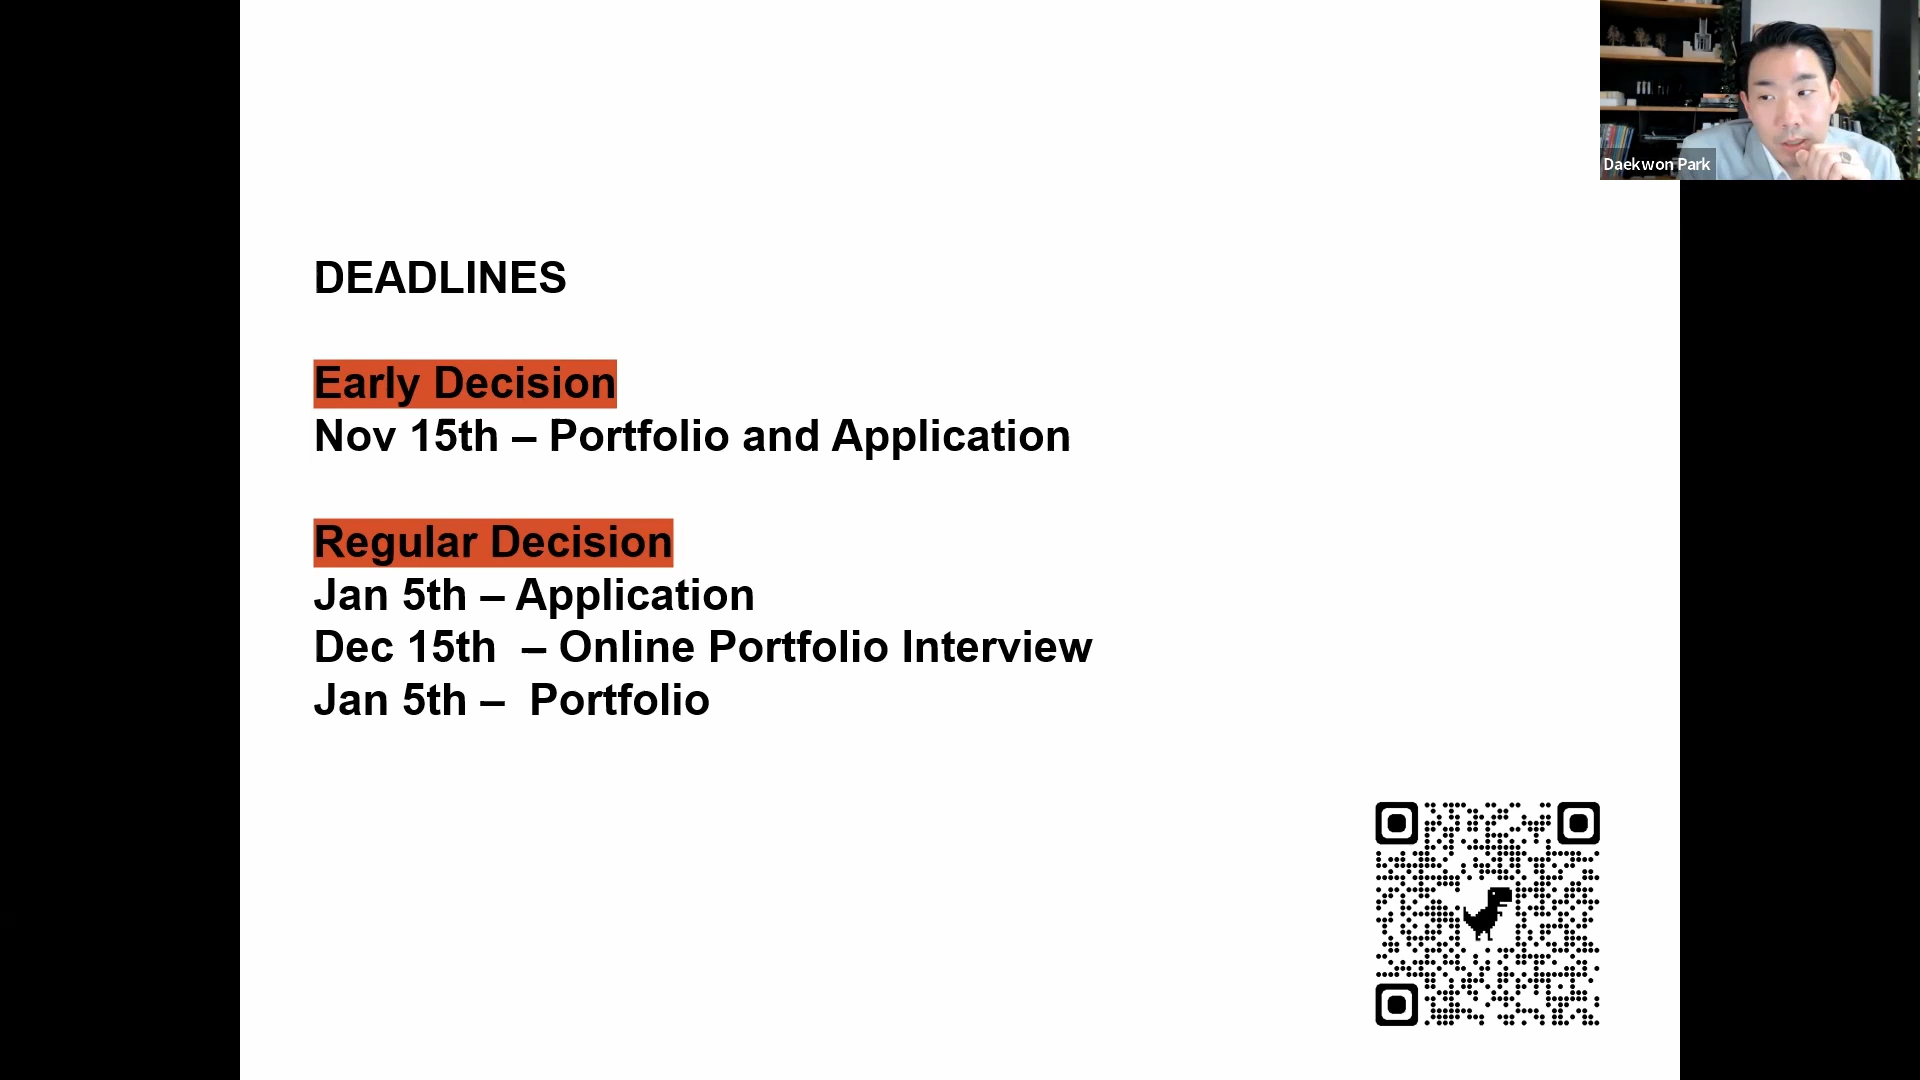 Daekwon Park
DEADLINES
Early Decision
Nov 15th – Portfolio and Application
Regular Decision
Jan 5th – Application
Dec 15th  – Online Portfolio Interview
Jan 5th –  Portfolio